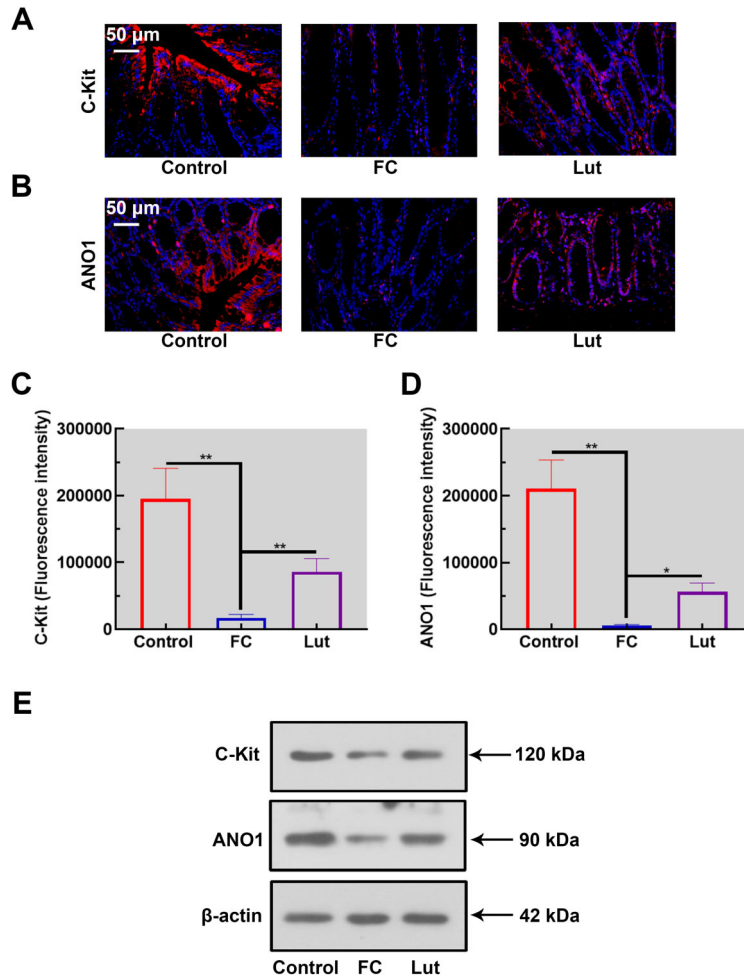 A
50 µm
C-Kit
Control FC Lut
B
50 µm
ANO1
Control FC Lut
C
C-Kit (Fluorescence intensity)
300000
200000
100000
0
**
**
Control FC Lut
D
ANO1 (Fluorescence intensity)
300000
200000
100000
0
**
*
Control FC Lut
E
C-Kit 120 kDa
ANO1 90 kDa
β-actin 42 kDa
Control FC Lut